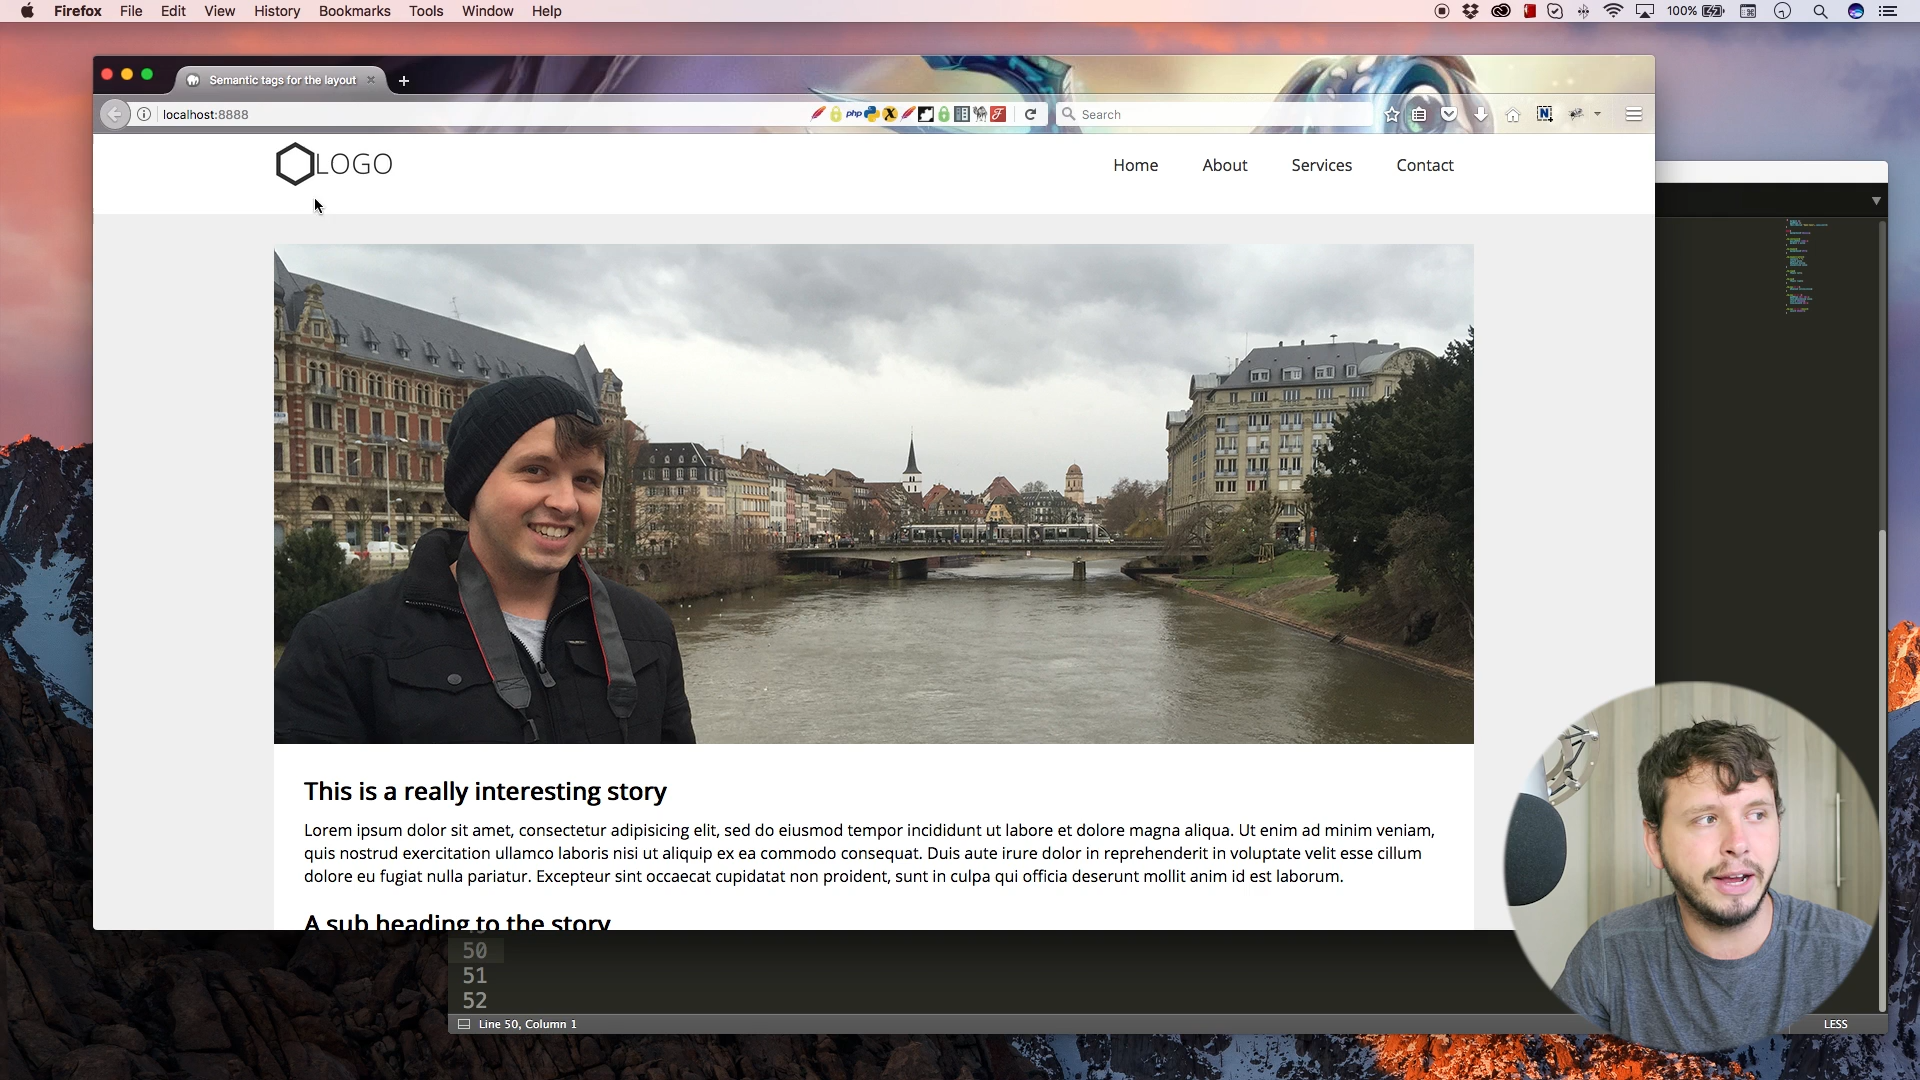 Firefox File Edit View History Bookmarks Tools Window Help 100%
Semantic tags for the layout
localhost:8888 php Search
LOGO Home About Services Contact
This is a really interesting story
Lorem ipsum dolor sit amet, consectetur adipisicing elit, sed do eiusmod tempor incididunt ut labore et dolore magna aliqua. Ut enim ad minim veniam,
quis nostrud exercitation ullamco laboris nisi ut aliquip ex ea commodo consequat. Duis aute irure dolor in reprehenderit in voluptate velit esse cillum
dolore eu fugiat nulla pariatur. Excepteur sint occaecat cupidatat non proident, sunt in culpa qui officia deserunt mollit anim id est laborum.
A sub heading to the story
50
51
52
Line 50, Column 1 LESS